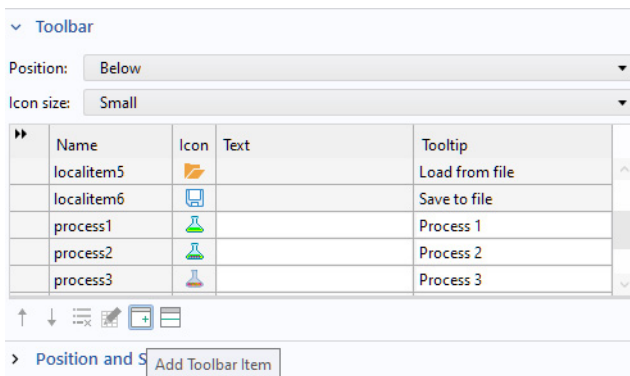 Toolbar
Position: Below
Icon size: Small
Name Icon Text Tooltip
localitem5 Load from file
localitem6 Save to file
process1 Process 1
process2 Process 2
process3 Process 3
Position and S
Add Toolbar Item